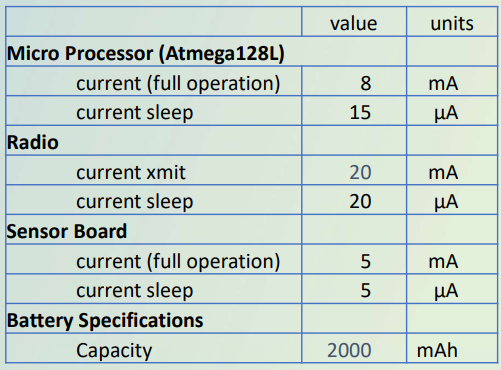 value units
Micro Processor (Atmega128L)
current (full operation) 8 mA
current sleep 15 μA
Radio
current xmit 20 mA
current sleep 20 μA
Sensor Board
current (full operation) 5 mA
current sleep 5 μA
Battery Specifications
Capacity 2000 mAh